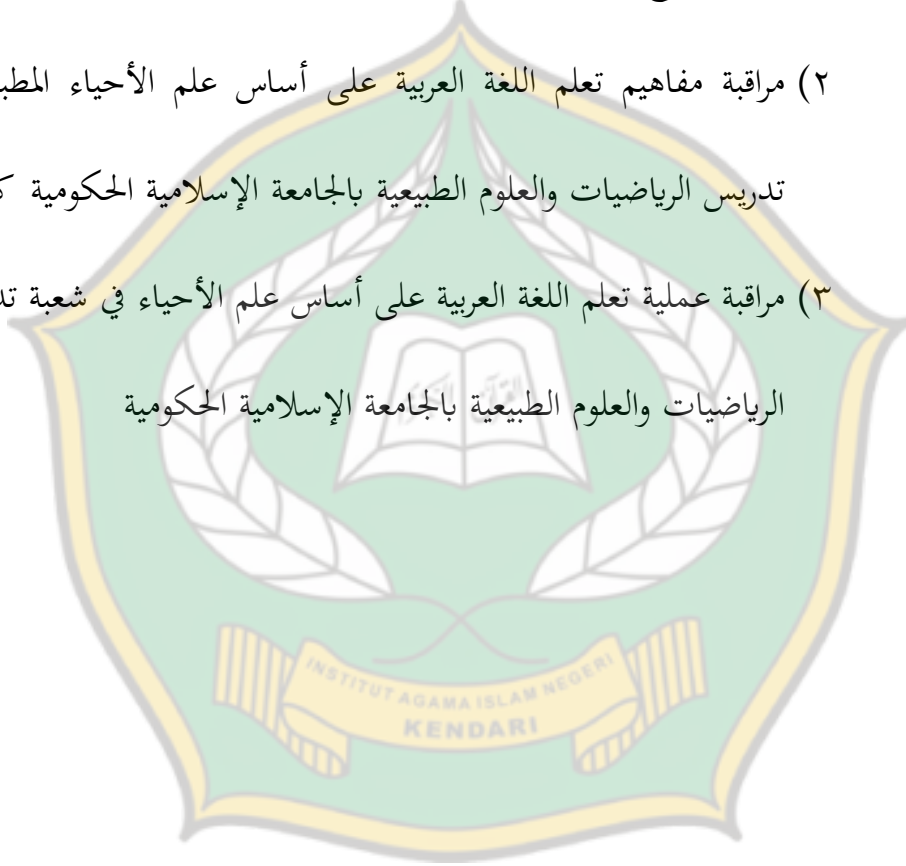 ٢) مراقبة مفاهيم تعلم اللغة العربية على أساس علم الأحياء
تدريس الرياضيات والعلوم الطبيعية بالجامعة الإسلامية الحكومية
٣) مراقبة عملية تعلم اللغة العربية على أساس علم الأحياء في شعبة
الرياضيات والعلوم الطبيعية بالجامعة الإسلامية الحكومية
INSTITUT AGAMA ISLAM NEGERI
KENDARI